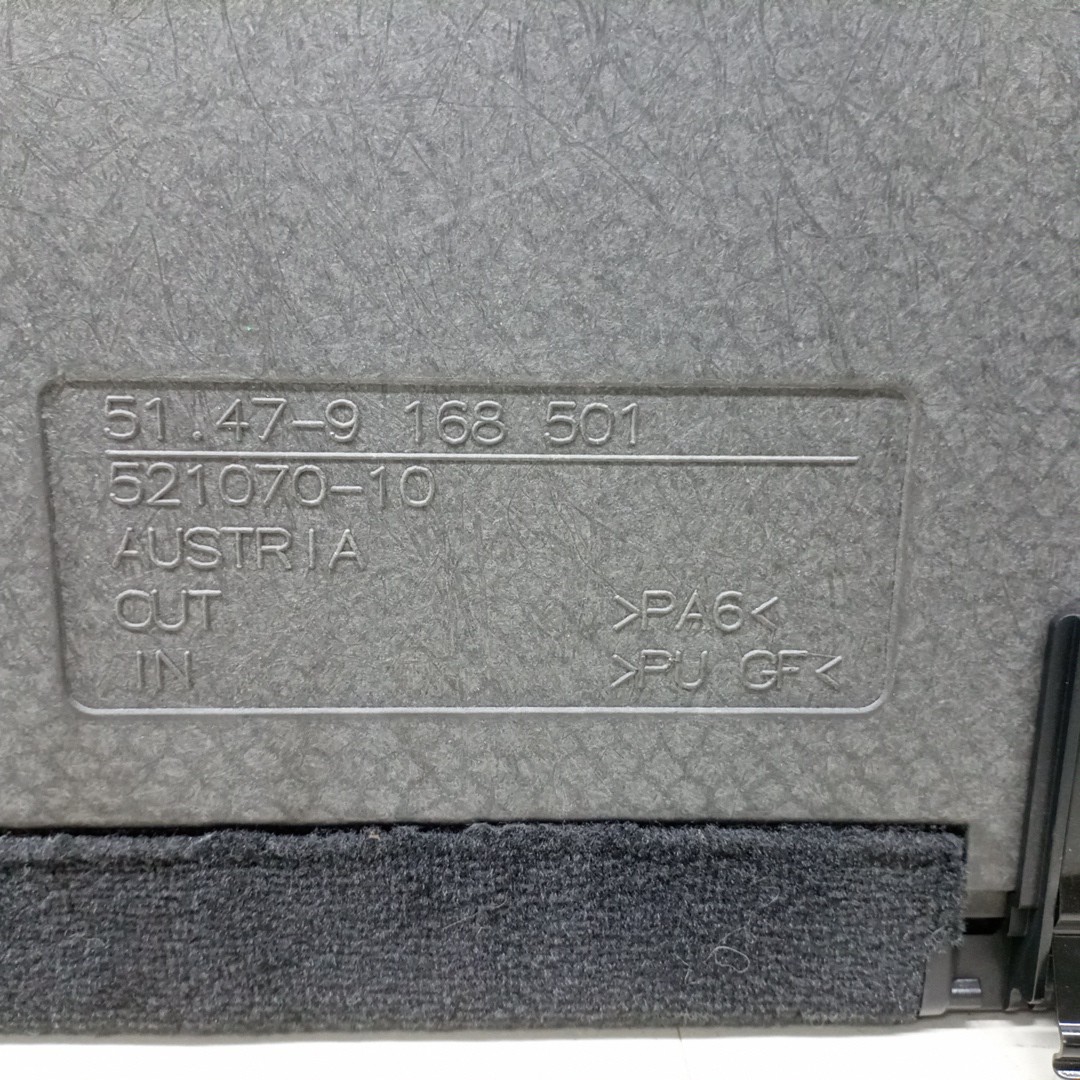 51.47-9 168 501
521070-10
AUSTRIA
OUT >PA6<
IN >PU GF<